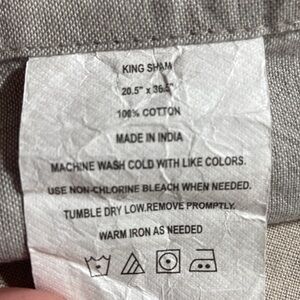 KING SHAM
20.5" x 36.5"
100% COTTON
MADE IN INDIA
MACHINE WASH COLD WITH LIKE COLORS.
USE NON-CHLORINE BLEACH WHEN NEEDED.
TUMBLE DRY LOW.REMOVE PROMPTLY.
WARM IRON AS NEEDED